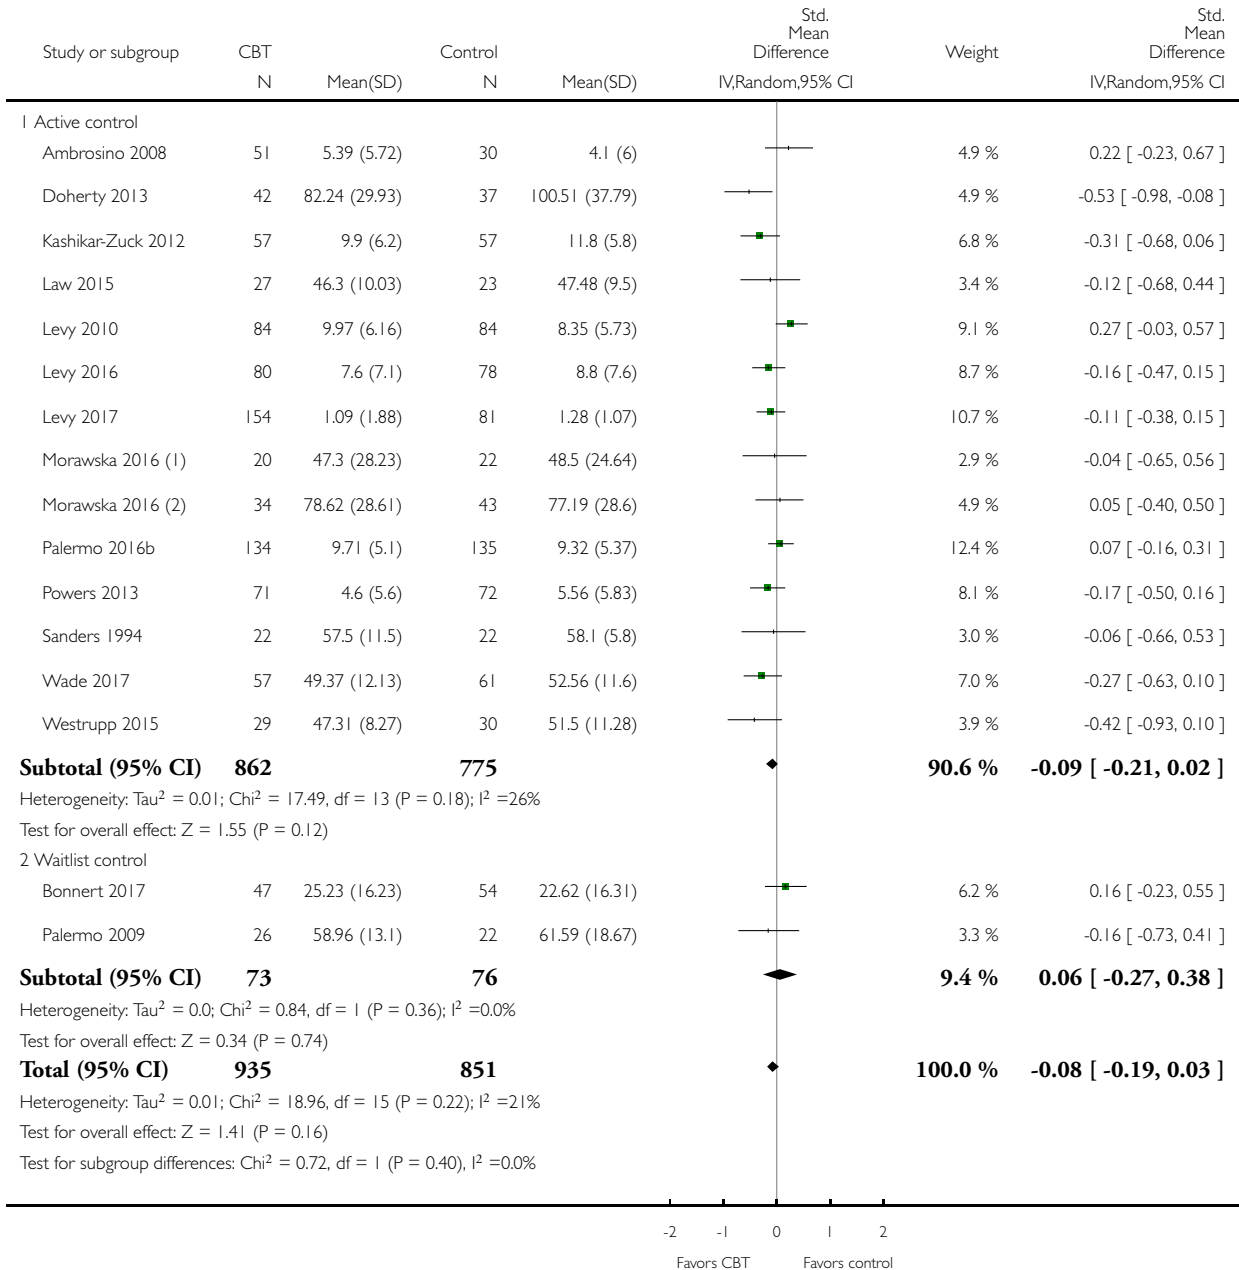 Std.
Mean
Difference
Std.
Mean
Difference
Study or subgroup CBT Control Weight
N Mean(SD) N Mean(SD) IV,Random,95% CI IV,Random,95% CI
1 Active control
Ambrosino 2008 51 5.39 (5.72) 30 4.1 (6) 4.9 % 0.22 [ -0.23, 0.67 ]
Doherty 2013 42 82.24 (29.93) 37 100.51 (37.79) 4.9 % -0.53 [ -0.98, -0.08 ]
Kashikar-Zuck 2012 57 9.9 (6.2) 57 11.8 (5.8) 6.8 % -0.31 [ -0.68, 0.06 ]
Law 2015 27 46.3 (10.03) 23 47.48 (9.5) 3.4 % -0.12 [ -0.68, 0.44 ]
Levy 2010 84 9.97 (6.16) 84 8.35 (5.73) 9.1 % 0.27 [ -0.03, 0.57 ]
Levy 2016 80 7.6 (7.1) 78 8.8 (7.6) 8.7 % -0.16 [ -0.47, 0.15 ]
Levy 2017 154 1.09 (1.88) 81 1.28 (1.07) 10.7 % -0.11 [ -0.38, 0.15 ]
Morawska 2016 (1) 20 47.3 (28.23) 22 48.5 (24.64) 2.9 % -0.04 [ -0.65, 0.56 ]
Morawska 2016 (2) 34 78.62 (28.61) 43 77.19 (28.6) 4.9 % 0.05 [ -0.40, 0.50 ]
Palermo 2016b 134 9.71 (5.1) 135 9.32 (5.37) 12.4 % 0.07 [ -0.16, 0.31 ]
Powers 2013 71 4.6 (5.6) 72 5.56 (5.83) 8.1 % -0.17 [ -0.50, 0.16 ]
Sanders 1994 22 57.5 (11.5) 22 58.1 (5.8) 3.0 % -0.06 [ -0.66, 0.53 ]
Wade 2017 57 49.37 (12.13) 61 52.56 (11.6) 7.0 % -0.27 [ -0.63, 0.10 ]
Westrupp 2015 29 47.31 (8.27) 30 51.5 (11.28) 3.9 % -0.42 [ -0.93, 0.10 ]
Subtotal (95% CI) 862 775 90.6 % -0.09 [ -0.21, 0.02 ]
Heterogeneity: Tau² = 0.01; Chi² = 17.49, df = 13 (P = 0.18); I² =26%
Test for overall effect: Z = 1.55 (P = 0.12)
2 Waitlist control
Bonnert 2017 47 25.23 (16.23) 54 22.62 (16.31) 6.2 % 0.16 [ -0.23, 0.55 ]
Palermo 2009 26 58.96 (13.1) 22 61.59 (18.67) 3.3 % -0.16 [ -0.73, 0.41 ]
Subtotal (95% CI) 73 76 9.4 % 0.06 [ -0.27, 0.38 ]
Heterogeneity: Tau² = 0.0; Chi² = 0.84, df = 1 (P = 0.36); I² =0.0%
Test for overall effect: Z = 0.34 (P = 0.74)
Total (95% CI) 935 851 100.0 % -0.08 [ -0.19, 0.03 ]
Heterogeneity: Tau² = 0.01; Chi² = 18.96, df = 15 (P = 0.22); I² =21%
Test for overall effect: Z = 1.41 (P = 0.16)
Test for subgroup differences: Chi² = 0.72, df = 1 (P = 0.40), I² =0.0%
-2 -1 0 1 2
Favors CBT Favors control